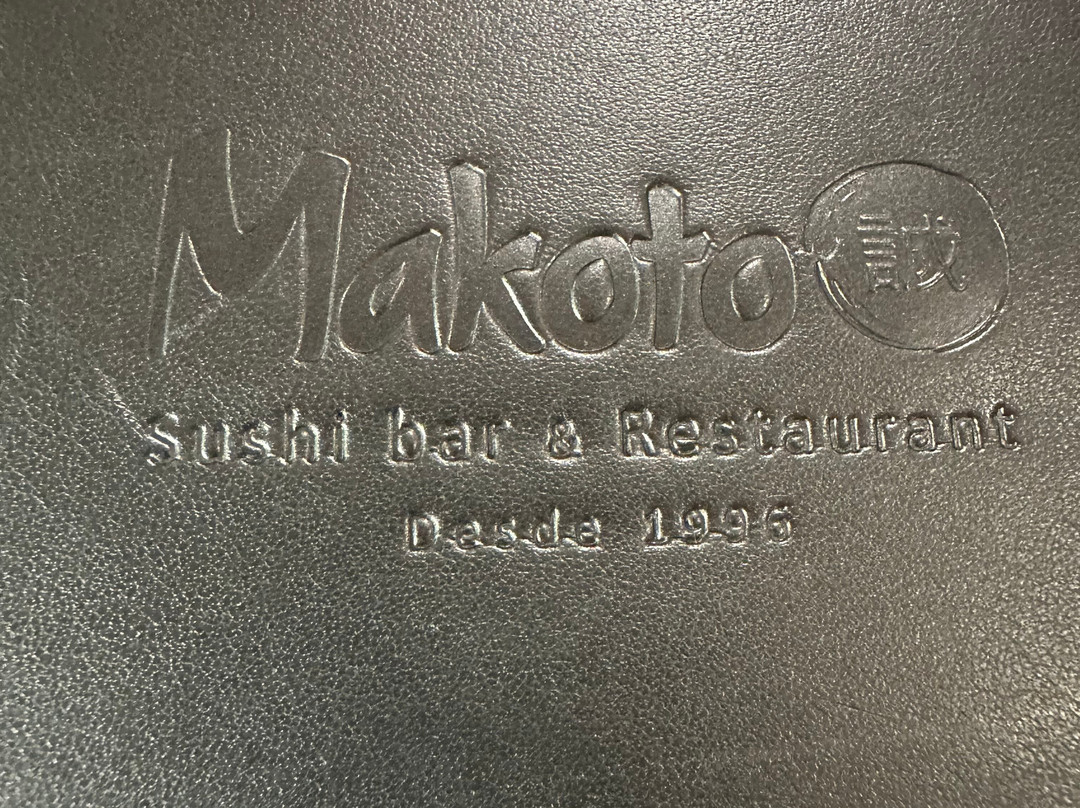 Makoto 誠
Sushi bar & Restaurant
Desde 1996